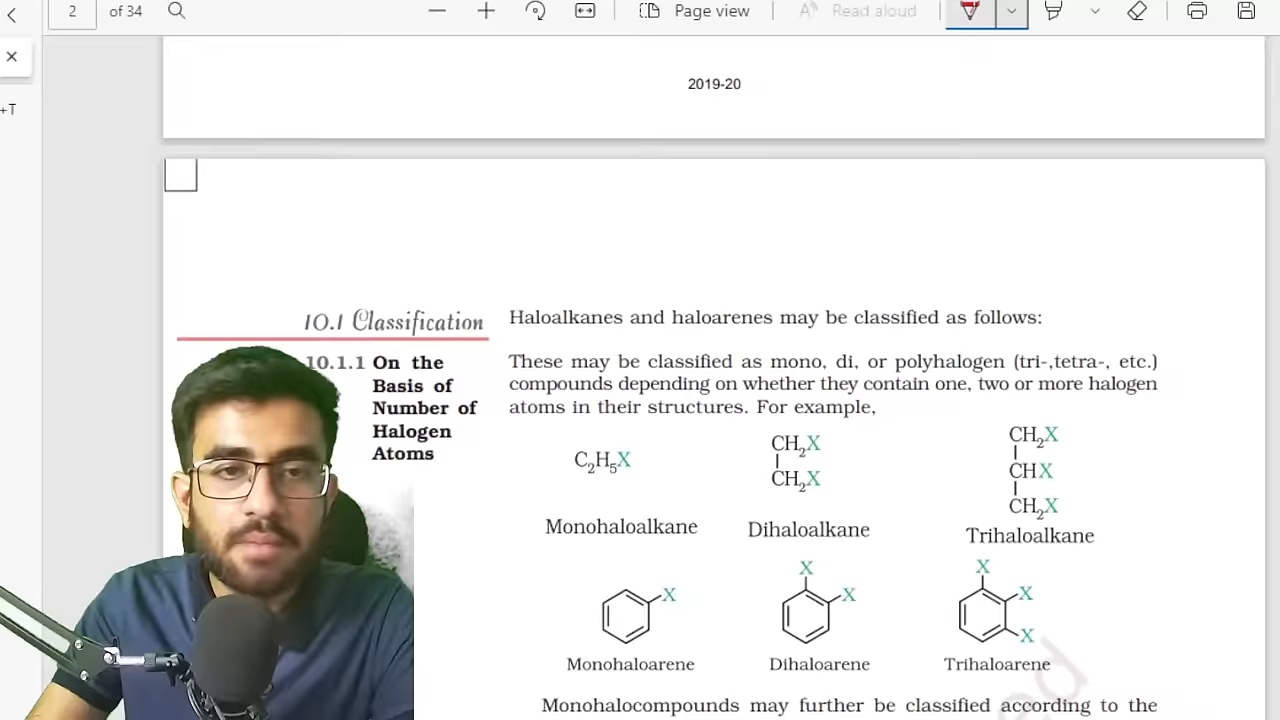 2 of 34 Page view Read aloud
+T
2019-20
10.1 Classification
Haloalkanes and haloarenes may be classified as follows:
10.1.1 On the
Basis of
Number of
Halogen
Atoms
These may be classified as mono, di, or polyhalogen (tri-,tetra-, etc.)
compounds depending on whether they contain one, two or more halogen
atoms in their structures. For example,
C₂H₅X
CH₂X
CH₂X
CH₂X
CHX
CH₂X
Monohaloalkane Dihaloalkane Trihaloalkane
X
X X
X X X
Monohaloarene Dihaloarene Trihaloarene
Monohalocompounds may further be classified according to the
ed